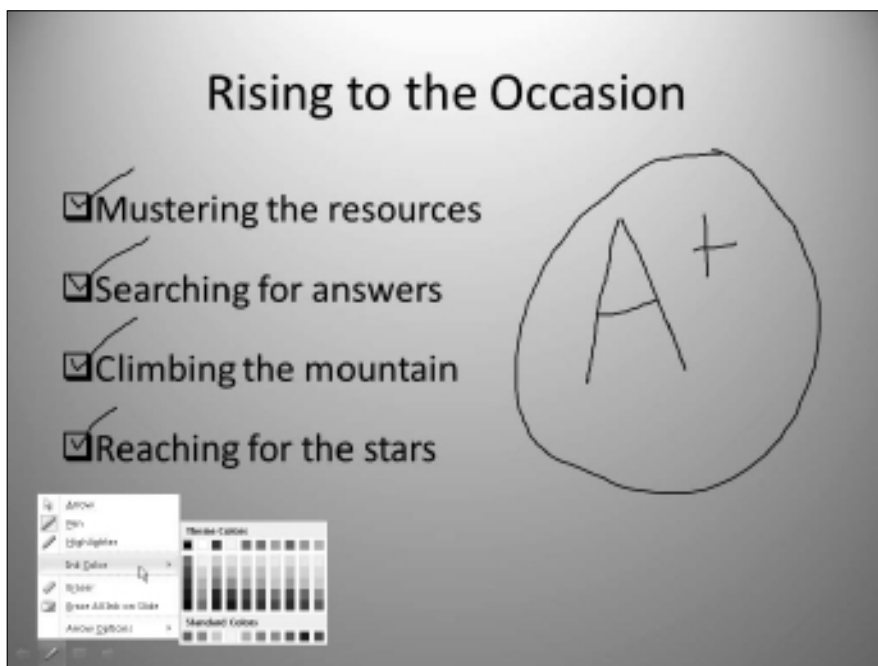 Rising to the Occasion
Mustering the resources
Searching for answers
Climbing the mountain
Reaching for the stars
A+
Arrow
Pen
Highlighter
Ink Color
Eraser
Erase All Ink on Slide
Arrow Options
Theme Colors
Standard Colors